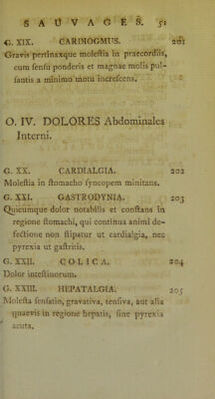 SAUVAGES. 51
G. XIX. CARDIOGMUS. 201
Gravis pertinaxque molestia in praecordiis,
cum sensu ponderis et magnae molis pul-
santis a minimo motu increscens.
O. IV. DOLORES Abdominales
Interni.
G. XX. CARDIALGIA. 202
Molestia in stomacho syncopem minitans.
G. XXI. GASTRODYNIA. 203
Quicumque dolor notabilis et constans in
regione stomachi, qui continua animi de-
fectione non stipatur ut cardialgia, nec
pyrexia ut gastritis.
G. XXII. COLICA. 204
Dolor intestinorum.
G. XXIII. HEPATALGIA. 205
Molesta sensatio, gravativa, tensiva, aut alia
quaevis in regione hepatis, sine pyrexia
acuta.